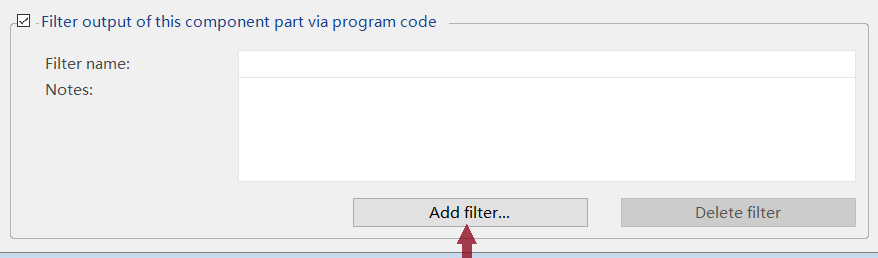 Filter output of this component part via program code
Filter name:
Notes:
Add filter...
Delete filter